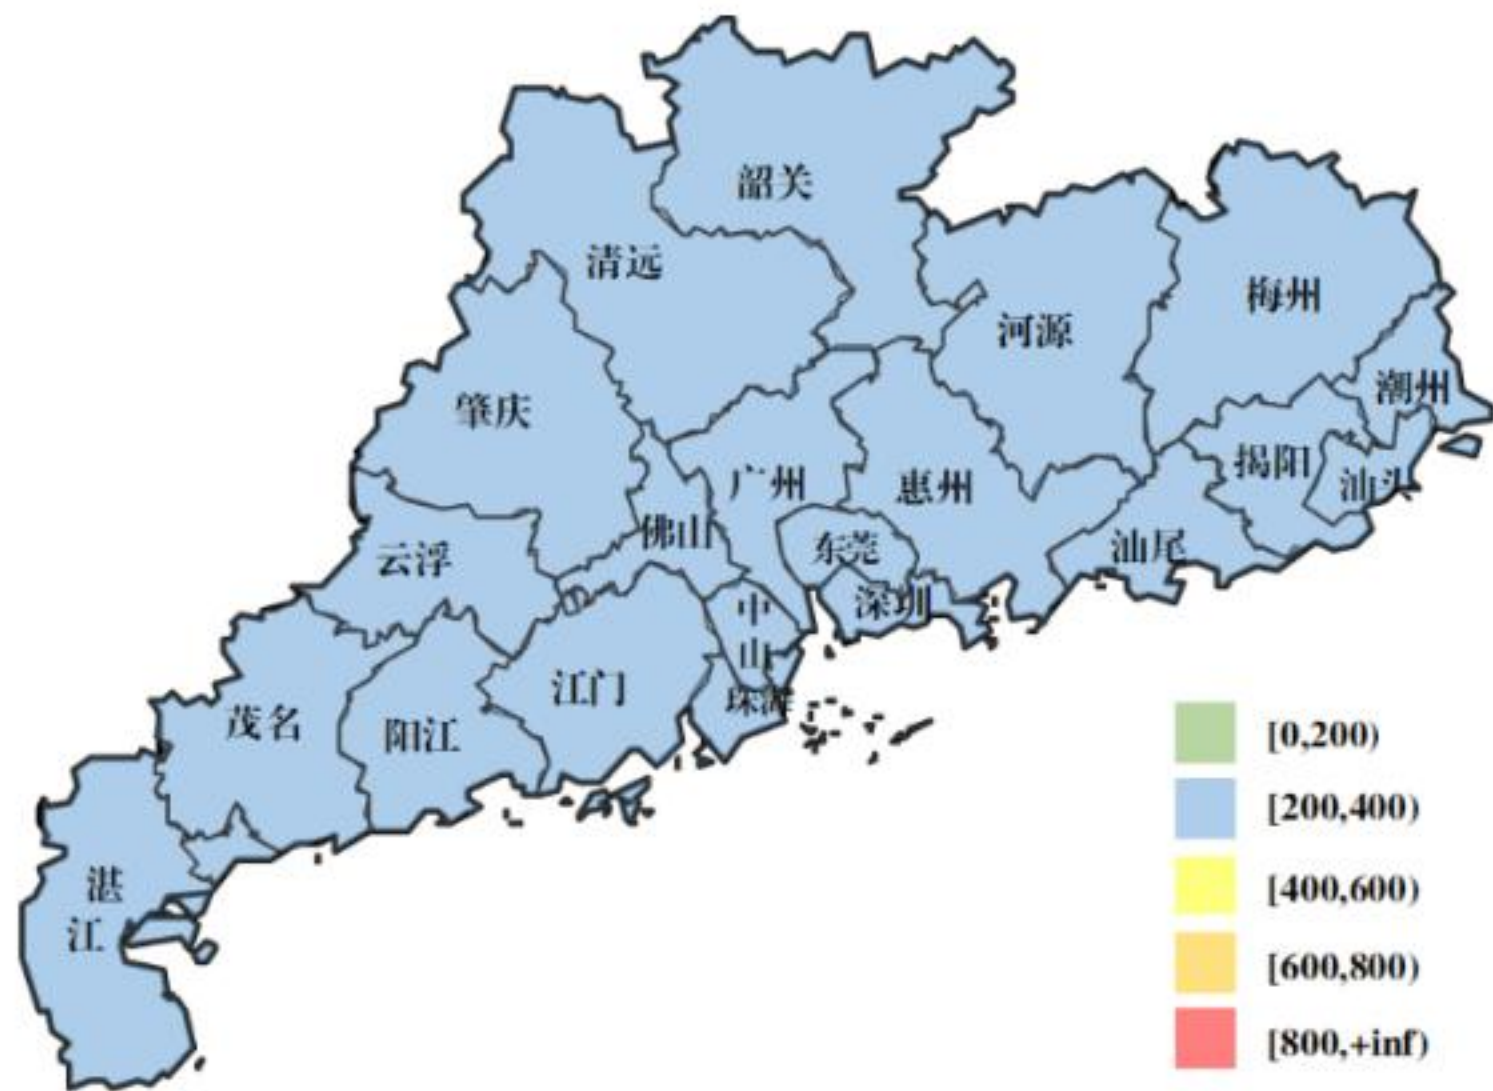 韶关
清远
梅州
河源
潮州
肇庆
揭阳
广州
惠州
汕头
佛山
东莞
汕尾
云浮
深圳
中
山
江门
珠海
茂名
阳江
湛
江
[0,200)
[200,400)
[400,600)
[600,800)
[800,+inf)